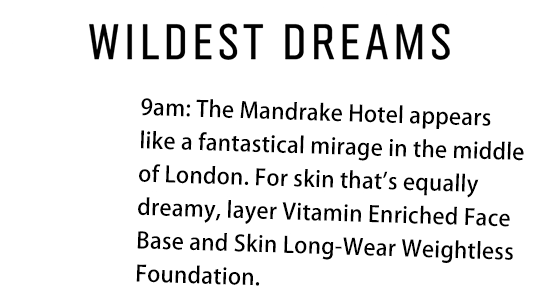 WILDEST DREAMS
9am: The Mandrake Hotel appears
like a fantastical mirage in the middle
of London. For skin that’s equally
dreamy, layer Vitamin Enriched Face
Base and Skin Long-Wear Weightless
Foundation.